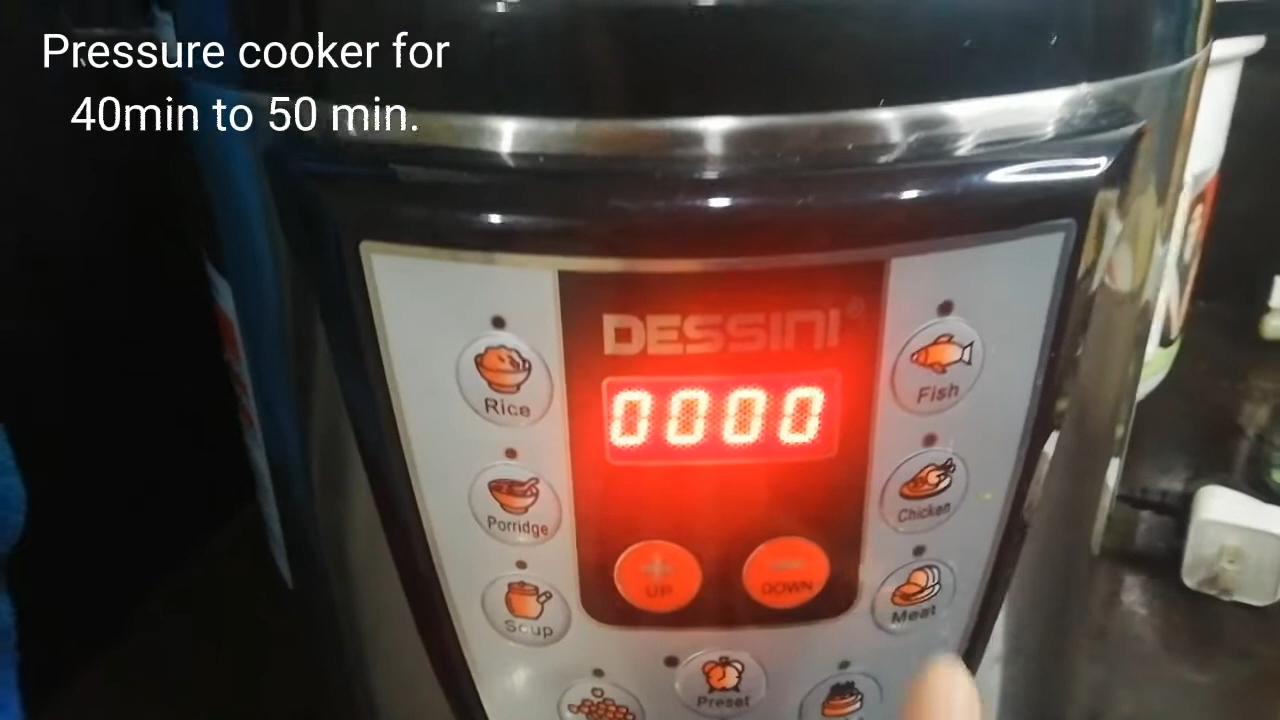 Pressure cooker for
40min to 50 min.
DESSINI®
0000
Rice
Fish
Porridge
Chicken
UP
DOWN
Soup
Meat
Preset